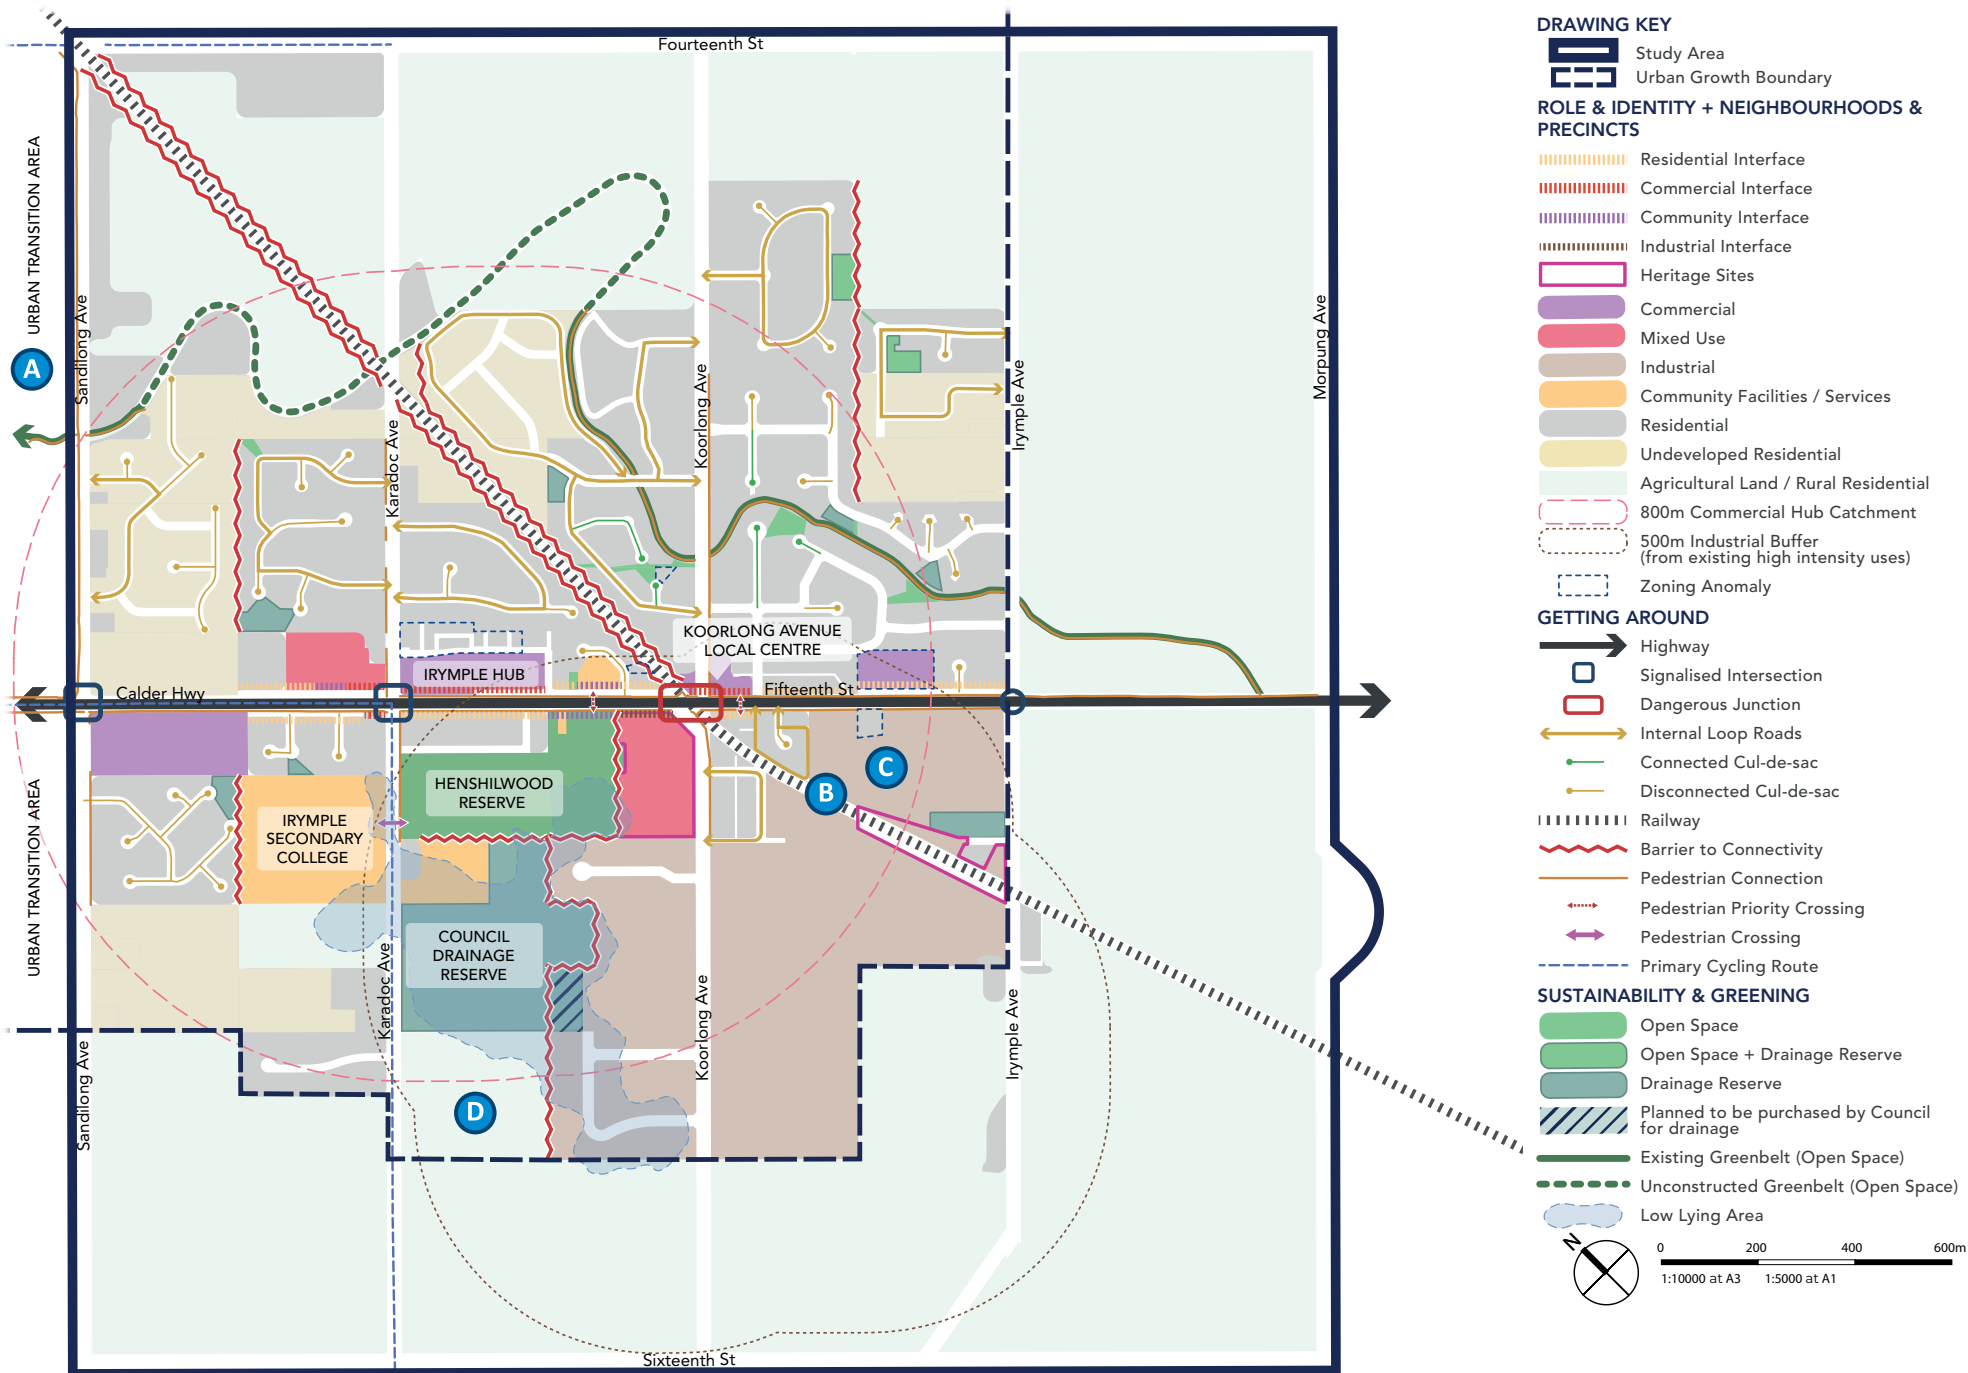 Fourteenth St
URBAN TRANSITION AREA
A
Sandilong Ave
Karadoc Ave
Koorlong Ave
Irymple Ave
Morpung Ave
KOORLONG AVENUE
LOCAL CENTRE
IRYMPLE HUB
Calder Hwy
Fifteenth St
C
B
HENSHILWOOD
RESERVE
IRYMPLE
SECONDARY
COLLEGE
URBAN TRANSITION AREA
COUNCIL
DRAINAGE
RESERVE
Karadoc Ave
Koorlong Ave
Irymple Ave
Sandilong Ave
D
Sixteenth St
DRAWING KEY
Study Area
Urban Growth Boundary
ROLE & IDENTITY + NEIGHBOURHOODS &
PRECINCTS
Residential Interface
Commercial Interface
Community Interface
Industrial Interface
Heritage Sites
Commercial
Mixed Use
Industrial
Community Facilities / Services
Residential
Undeveloped Residential
Agricultural Land / Rural Residential
800m Commercial Hub Catchment
500m Industrial Buffer
(from existing high intensity uses)
Zoning Anomaly
GETTING AROUND
Highway
Signalised Intersection
Dangerous Junction
Internal Loop Roads
Connected Cul-de-sac
Disconnected Cul-de-sac
Railway
Barrier to Connectivity
Pedestrian Connection
Pedestrian Priority Crossing
Pedestrian Crossing
Primary Cycling Route
SUSTAINABILITY & GREENING
Open Space
Open Space + Drainage Reserve
Drainage Reserve
Planned to be purchased by Council
for drainage
Existing Greenbelt (Open Space)
Unconstructed Greenbelt (Open Space)
Low Lying Area
N
0 200 400 600m
1:10000 at A3 1:5000 at A1